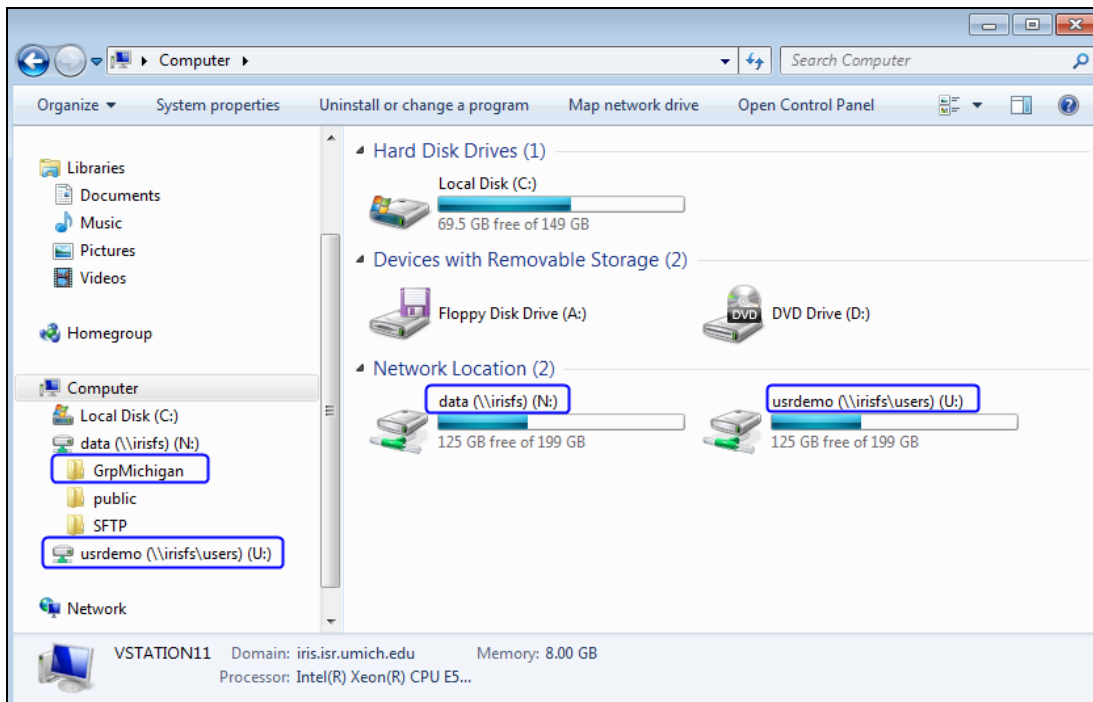 Computer
Search Computer
Organize
System properties
Uninstall or change a program
Map network drive
Open Control Panel
Libraries
Documents
Music
Pictures
Videos
Homegroup
Computer
Local Disk (C:)
data (\\irisfs) (N:)
GrpMichigan
public
SFTP
usrdemo (\\irisfs\users) (U:)
Network
Hard Disk Drives (1)
Local Disk (C:)
69.5 GB free of 149 GB
Devices with Removable Storage (2)
Floppy Disk Drive (A:)
DVD
DVD Drive (D:)
Network Location (2)
data (\\irisfs) (N:)
125 GB free of 199 GB
usrdemo (\\irisfs\users) (U:)
125 GB free of 199 GB
VSTATION11 Domain: iris.isr.umich.edu Memory: 8.00 GB
Processor: Intel(R) Xeon(R) CPU E5...